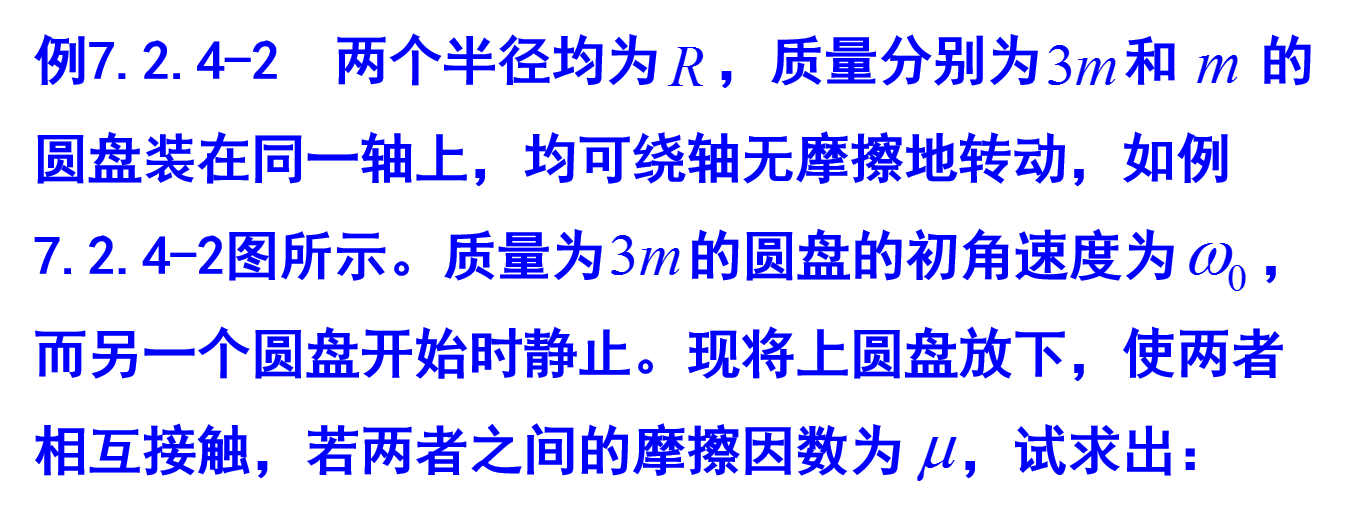 例7.2.4-2 两个半径均为R，质量分别为3m和 m 的
圆盘装在同一轴上，均可绕轴无摩擦地转动，如例
7.2.4-2图所示。质量为3m的圆盘的初角速度为ω₀，
而另一个圆盘开始时静止。现将上圆盘放下，使两者
相互接触，若两者之间的摩擦因数为 μ，试求出：